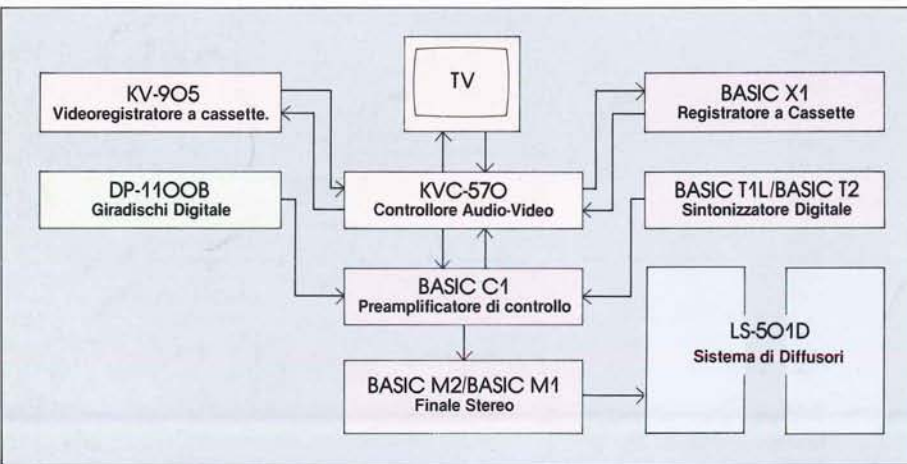 TV
KV-905
Videoregistratore a cassette.
BASIC X1
Registratore a Cassette
DP-1100B
Giradischi Digitale
KVC-570
Controllore Audio-Video
BASIC T1L/BASIC T2
Sintonizzatore Digitale
BASIC C1
Preamplificatore di controllo
LS-501D
Sistema di Diffusori
BASIC M2/BASIC M1
Finale Stereo